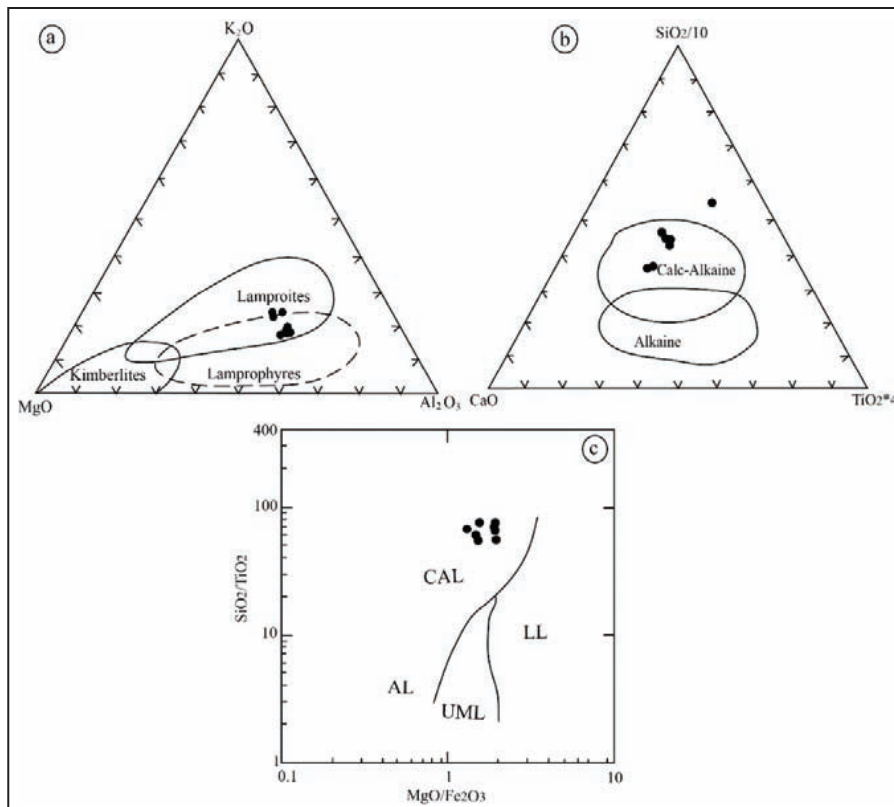 a
K2O
Lamproites
Kimberlites
Lamprophyres
MgO
Al2O3
b
SiO2/10
Calc-Alkaine
Alkaine
CaO
TiO2*4
c
400
100
10
1
SiO2/TiO2
CAL
LL
AL
UML
0.1
1
10
MgO/Fe2O3